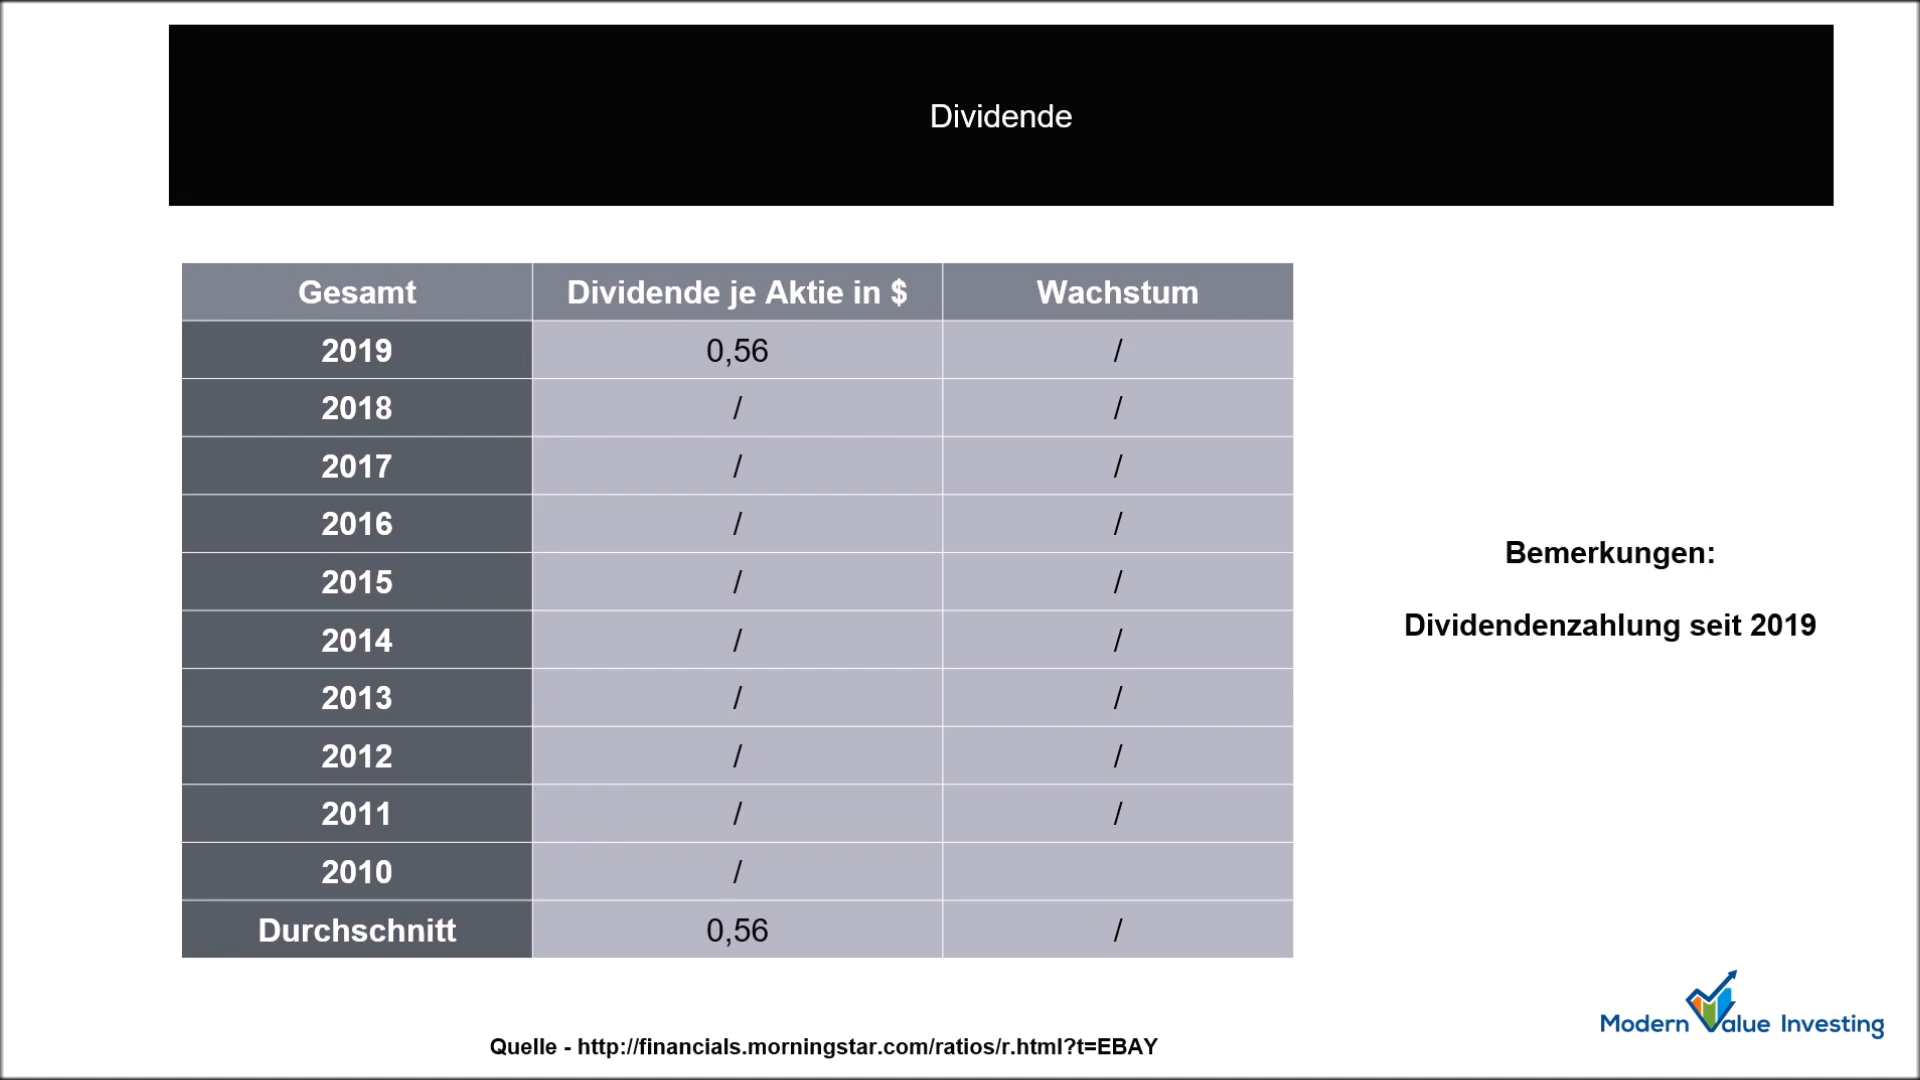 Dividende
Gesamt Dividende je Aktie in $ Wachstum
2019 0,56 /
2018 / /
2017 / /
2016 / /
2015 / /
2014 / /
2013 / /
2012 / /
2011 / /
2010 /
Durchschnitt 0,56 /
Bemerkungen:
Dividendenzahlung seit 2019
Modern Value Investing
Quelle - http://financials.morningstar.com/ratios/r.html?t=EBAY